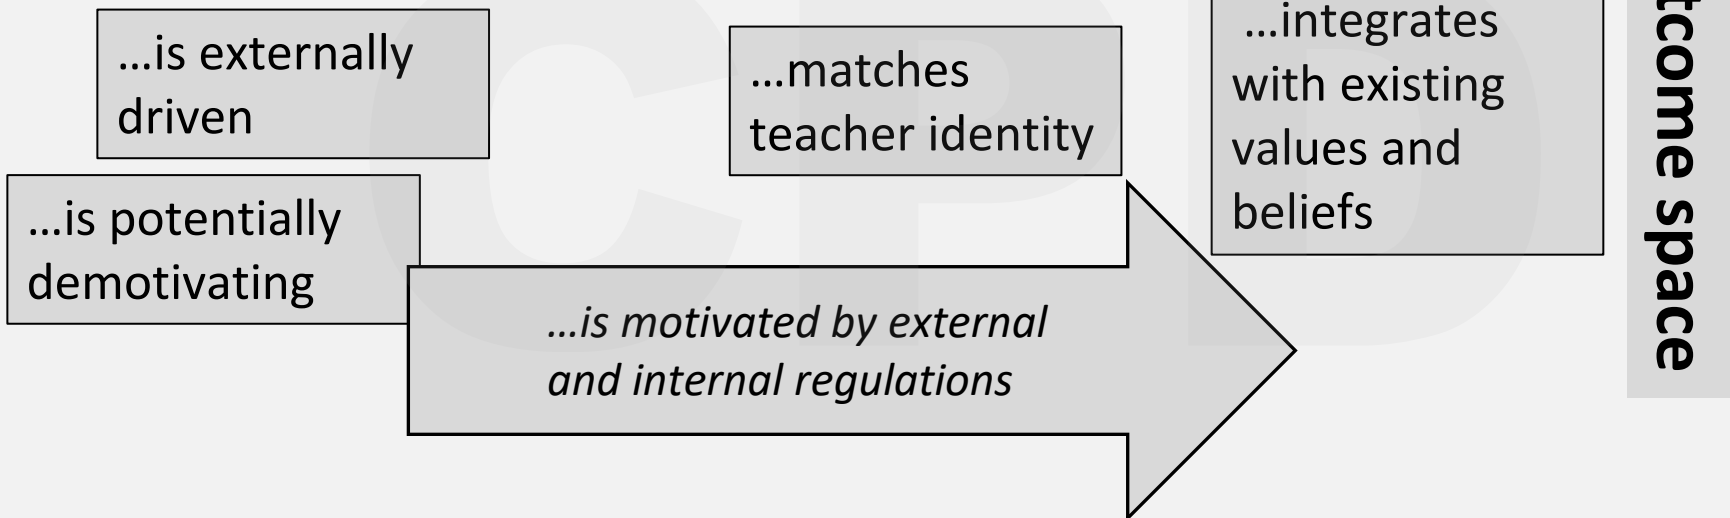 ...is externally
driven
...matches
teacher identity
...integrates
with existing
values and
beliefs
...is potentially
demotivating
...is motivated by external
and internal regulations
tcome space
CPD